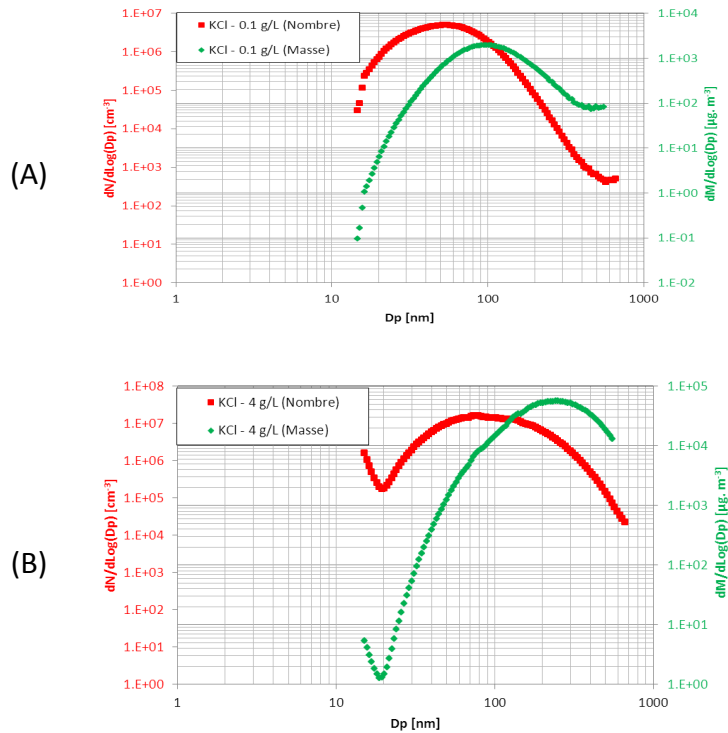 (A)
KCl - 0.1 g/L (Nombre)
KCl - 0.1 g/L (Masse)
dN/dLog(Dp) [cm⁻³]
1.E+07
1.E+06
1.E+05
1.E+04
1.E+03
1.E+02
1.E+01
1.E+00
1.E+04
1.E+03
1.E+02
1.E+01
1.E+00
1.E-01
1.E-02
dM/dLog(Dp) [µg. m⁻³]
1 10 100 1000
Dp [nm]
(B)
KCl - 4 g/L (Nombre)
KCl - 4 g/L (Masse)
dN/dLog(Dp) [cm⁻³]
1.E+08
1.E+07
1.E+06
1.E+05
1.E+04
1.E+03
1.E+02
1.E+01
1.E+00
1.E+05
1.E+04
1.E+03
1.E+02
1.E+01
1.E+00
dM/dLog(Dp) [µg. m⁻³]
1 10 100 1000
Dp [nm]